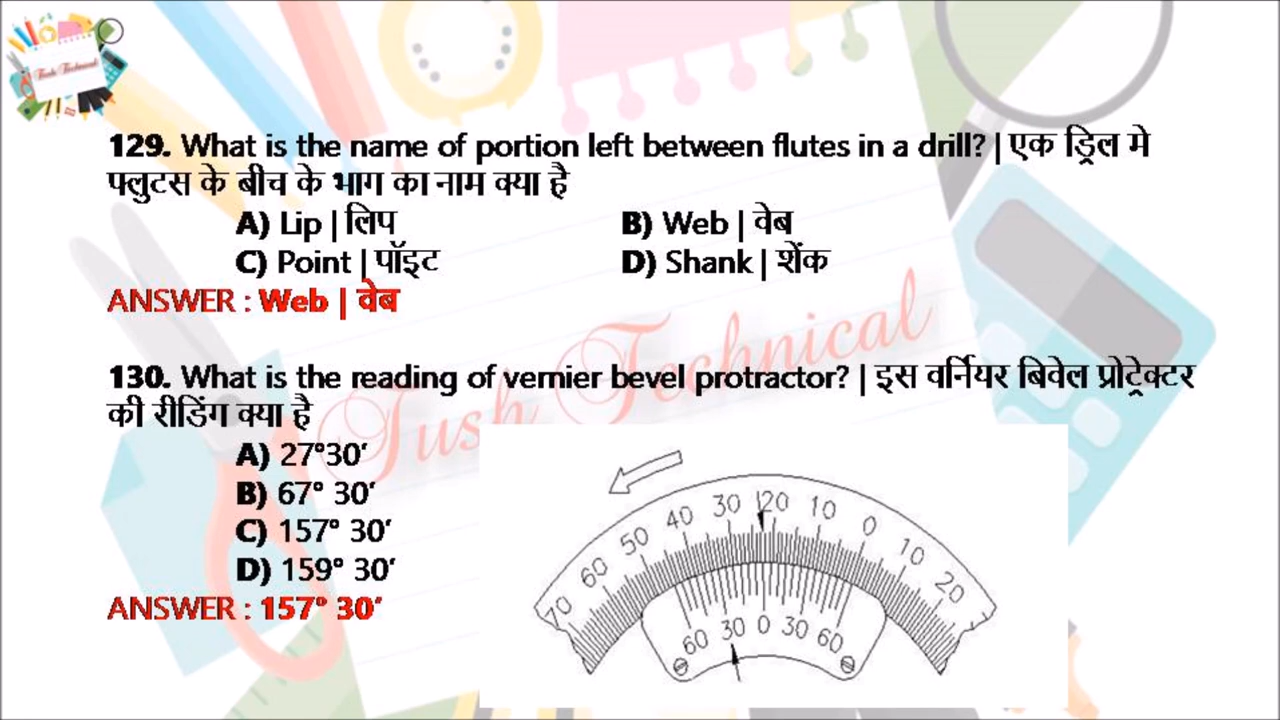 Tush Technical
129. What is the name of portion left between flutes in a drill? | एक ड्रिल मे
फ्लुटस के बीच के भाग का नाम क्या है
A) Lip | लिप B) Web | वेब
C) Point | पॉइट D) Shank | शेंक
ANSWER : Web | वेब
130. What is the reading of vernier bevel protractor? | इस वर्नियर बिवेल प्रोट्रेक्टर
की रीडिंग क्या है
A) 27°30′
B) 67° 30′
C) 157° 30′
D) 159° 30′
ANSWER : 157° 30′
Tush Technical
70 60 50 40 30 20 10 0 10 20
60 30 0 30 60